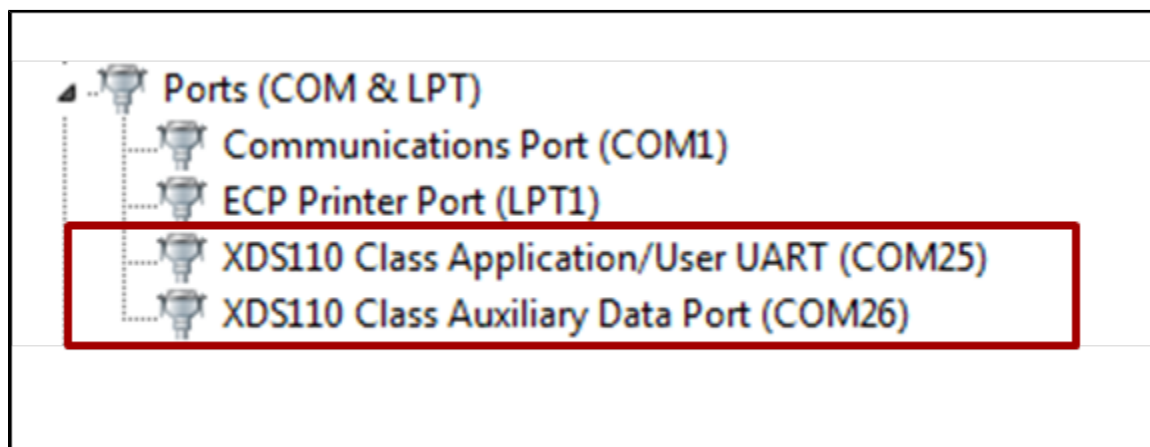 Ports (COM & LPT)
Communications Port (COM1)
ECP Printer Port (LPT1)
XDS110 Class Application/User UART (COM25)
XDS110 Class Auxiliary Data Port (COM26)